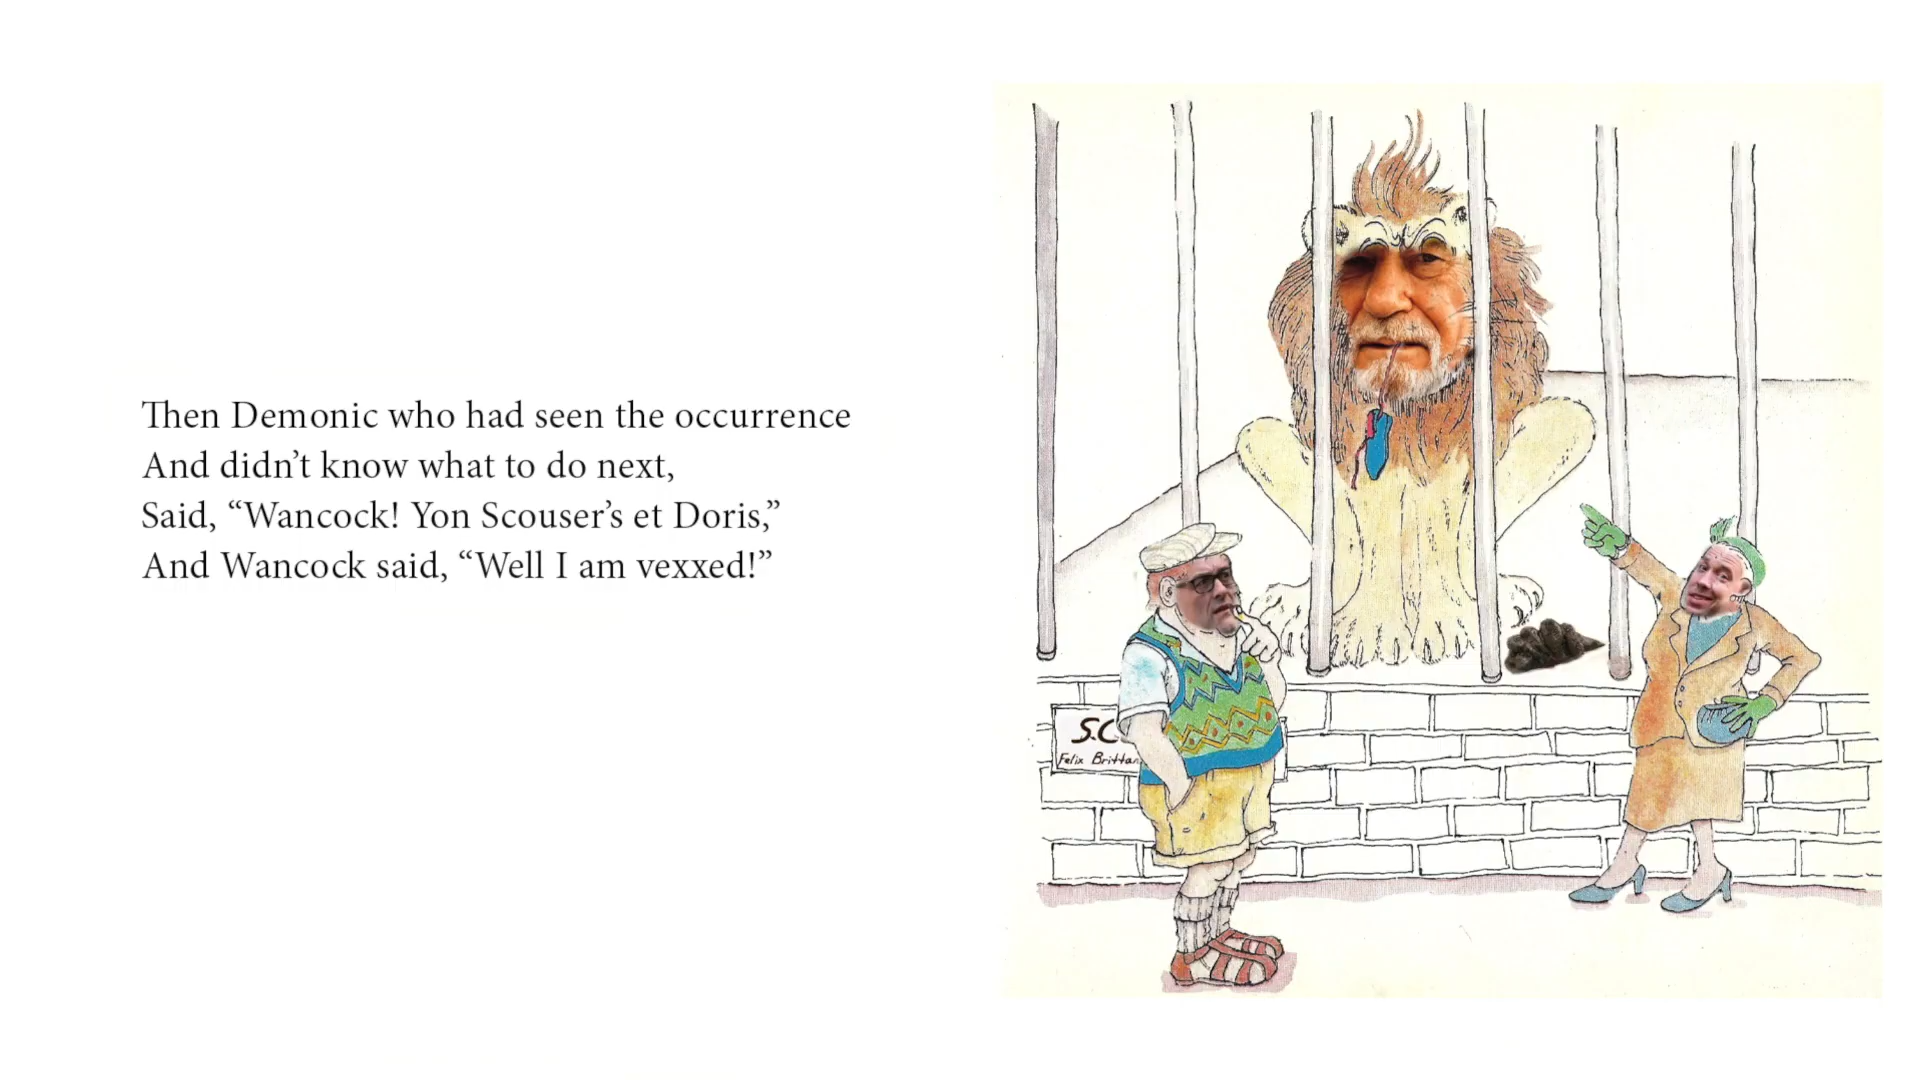 Then Demonic who had seen the occurrence
And didn’t know what to do next,
Said, “Wancock! Yon Scouser’s et Doris,”
And Wancock said, “Well I am vexxed!”
S.C
Felix Brittan